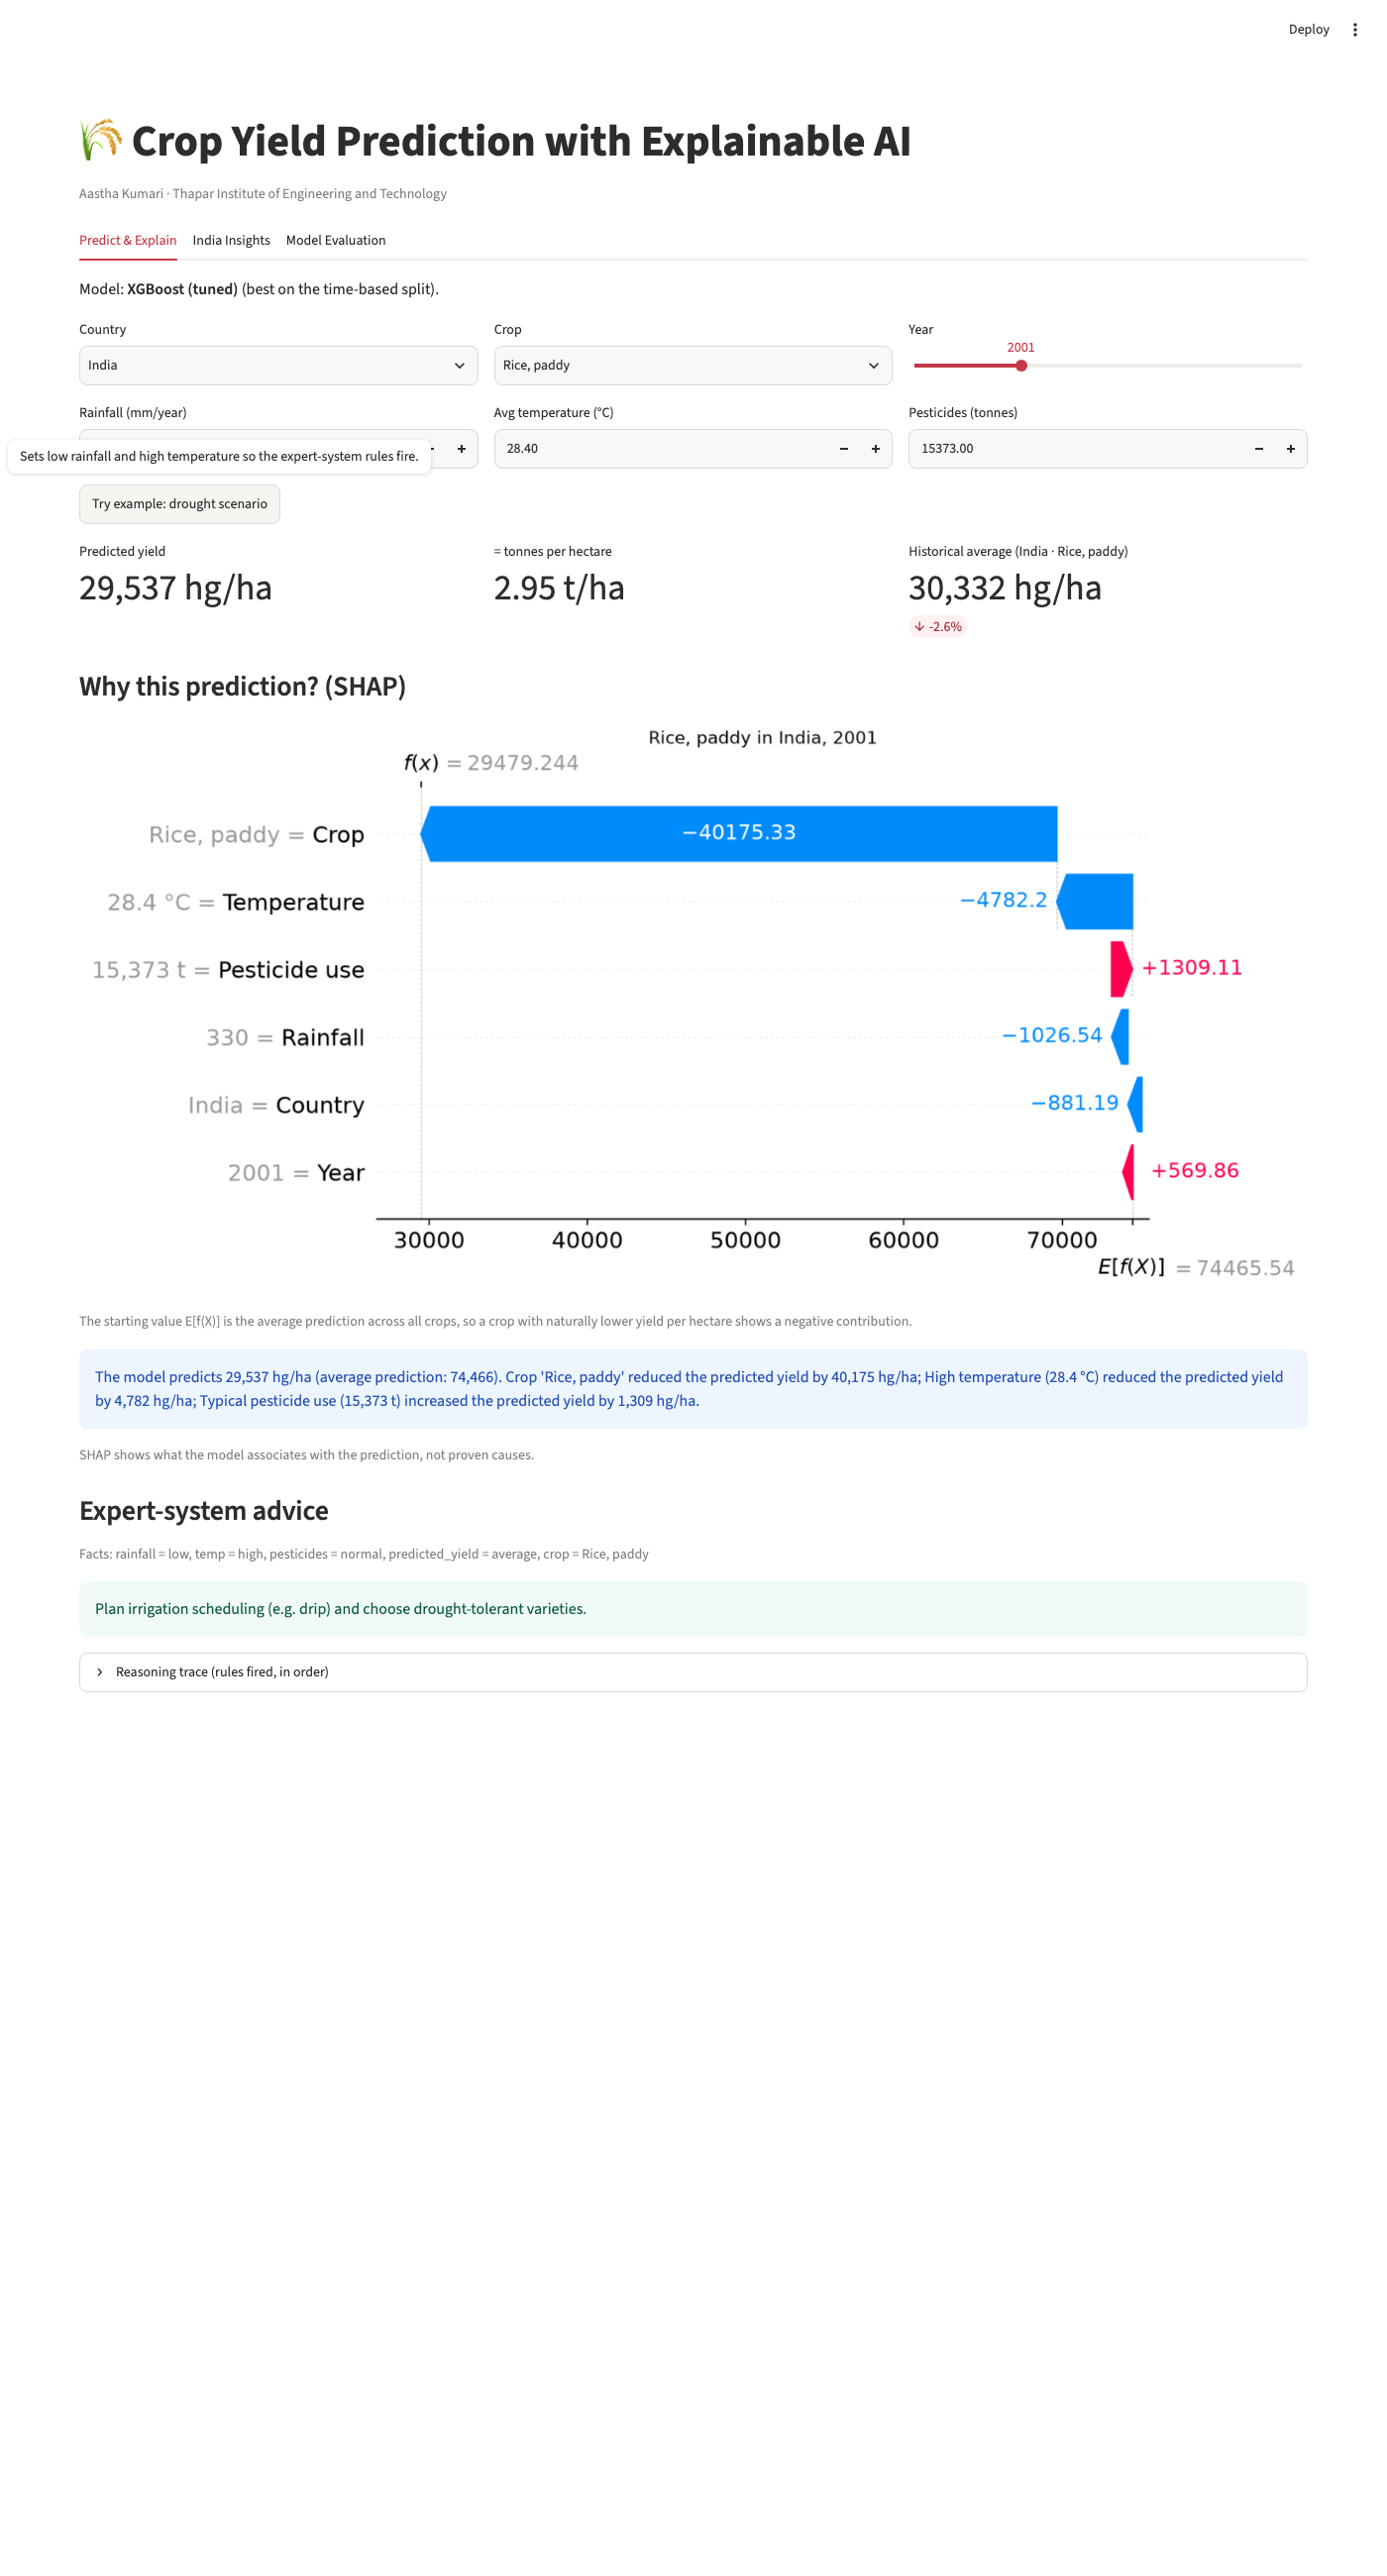 Deploy
🌾 Crop Yield Prediction with Explainable AI
Aastha Kumari · Thapar Institute of Engineering and Technology
Predict & Explain India Insights Model Evaluation
Model: XGBoost (tuned) (best on the time-based split).
Country Crop Year
2001
India Rice, paddy
Rainfall (mm/year) Avg temperature (°C) Pesticides (tonnes)
28.40 15373.00
Sets low rainfall and high temperature so the expert-system rules fire.
Try example: drought scenario
Predicted yield = tonnes per hectare Historical average (India · Rice, paddy)
29,537 hg/ha 2.95 t/ha 30,332 hg/ha
↓ -2.6%
Why this prediction? (SHAP)
Rice, paddy in India, 2001
f(x) = 29479.244
Rice, paddy = Crop −40175.33
28.4 °C = Temperature −4782.2
15,373 t = Pesticide use +1309.11
330 = Rainfall −1026.54
India = Country −881.19
2001 = Year +569.86
30000 40000 50000 60000 70000
E[f(X)] = 74465.54
The starting value E[f(X)] is the average prediction across all crops, so a crop with naturally lower yield per hectare shows a negative contribution.
The model predicts 29,537 hg/ha (average prediction: 74,466). Crop 'Rice, paddy' reduced the predicted yield by 40,175 hg/ha; High temperature (28.4 °C) reduced the predicted yield
by 4,782 hg/ha; Typical pesticide use (15,373 t) increased the predicted yield by 1,309 hg/ha.
SHAP shows what the model associates with the prediction, not proven causes.
Expert-system advice
Facts: rainfall = low, temp = high, pesticides = normal, predicted_yield = average, crop = Rice, paddy
Plan irrigation scheduling (e.g. drip) and choose drought-tolerant varieties.
Reasoning trace (rules fired, in order)